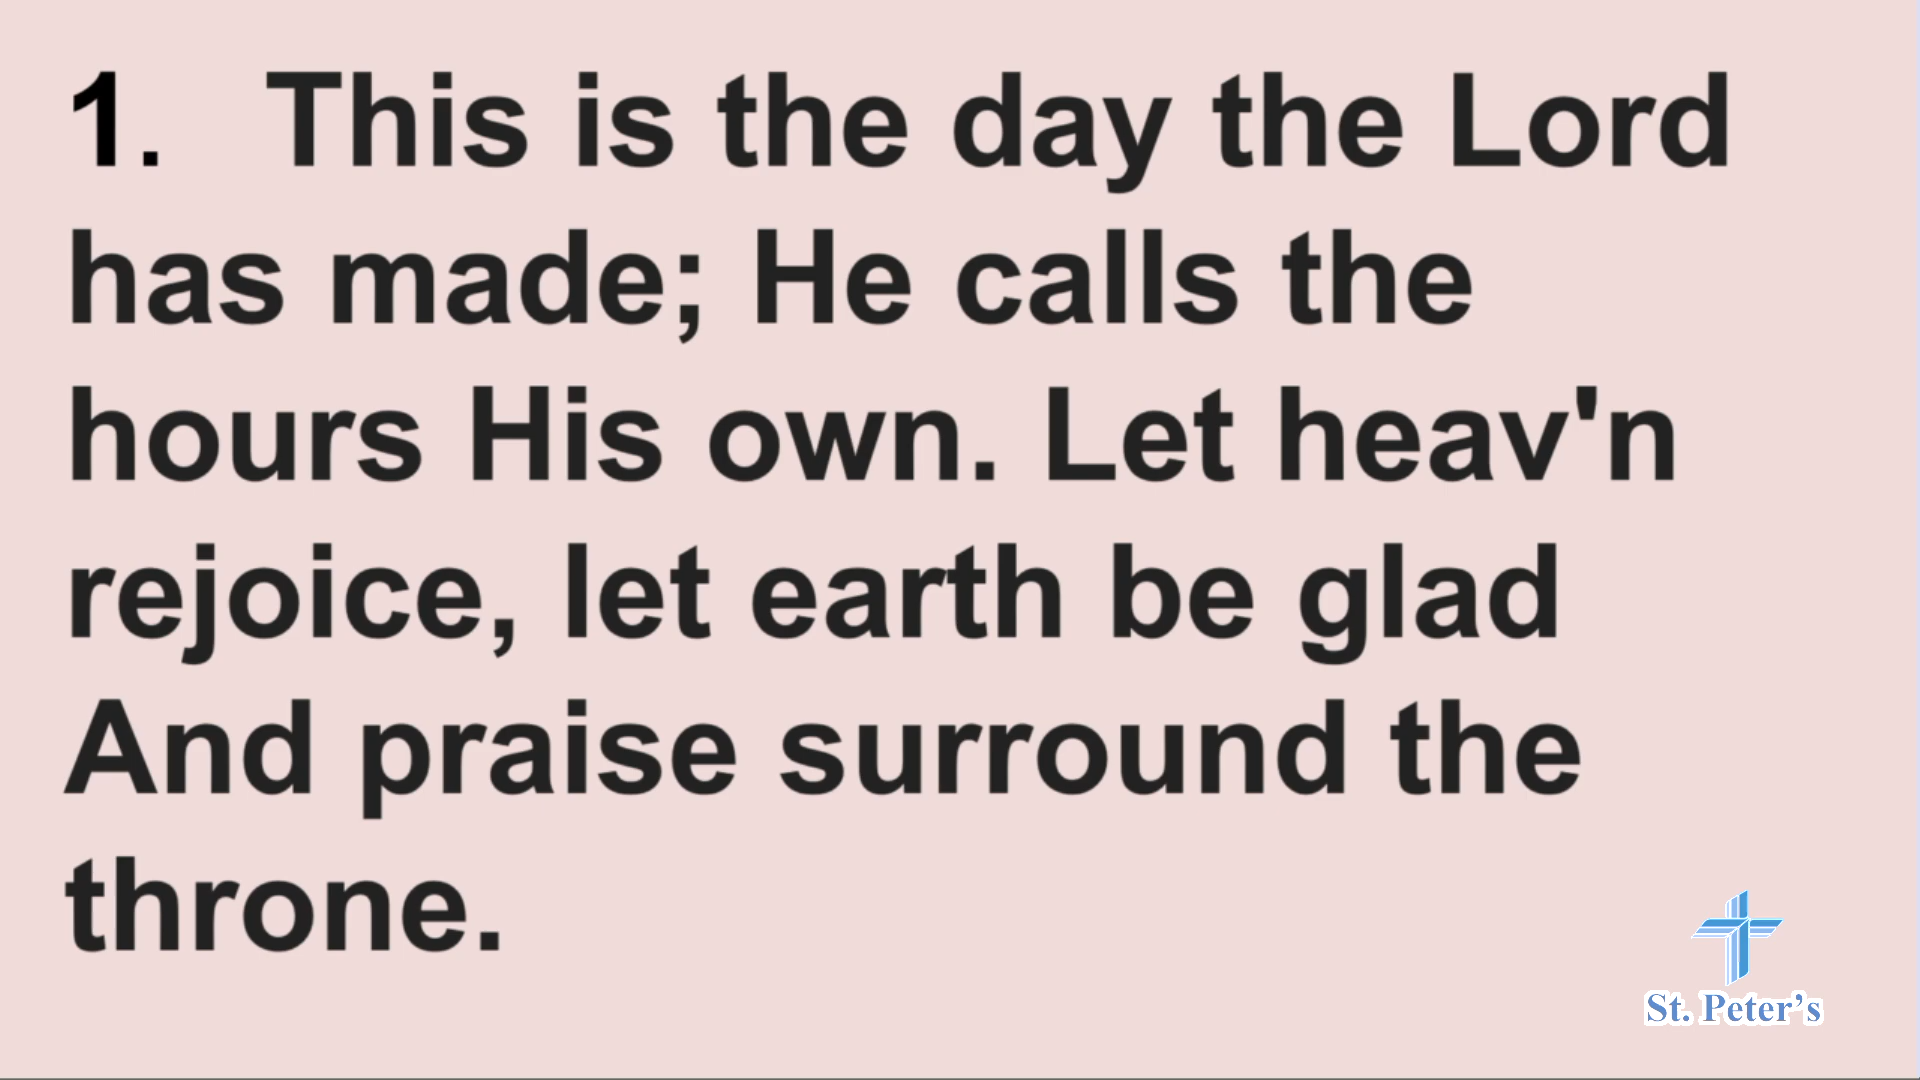 1. This is the day the Lord
has made; He calls the
hours His own. Let heav'n
rejoice, let earth be glad
And praise surround the
throne.
St. Peter’s